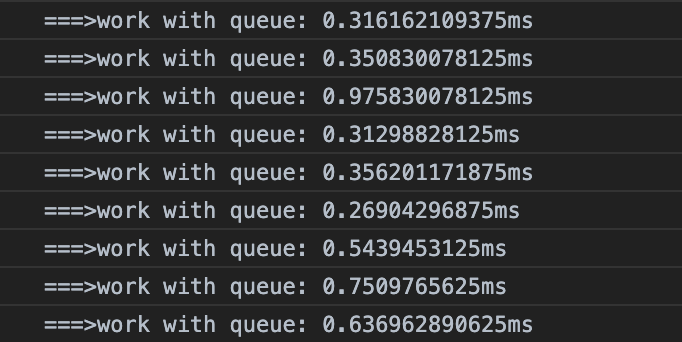 ===>work with queue: 0.316162109375ms
===>work with queue: 0.350830078125ms
===>work with queue: 0.975830078125ms
===>work with queue: 0.31298828125ms
===>work with queue: 0.356201171875ms
===>work with queue: 0.26904296875ms
===>work with queue: 0.5439453125ms
===>work with queue: 0.7509765625ms
===>work with queue: 0.636962890625ms